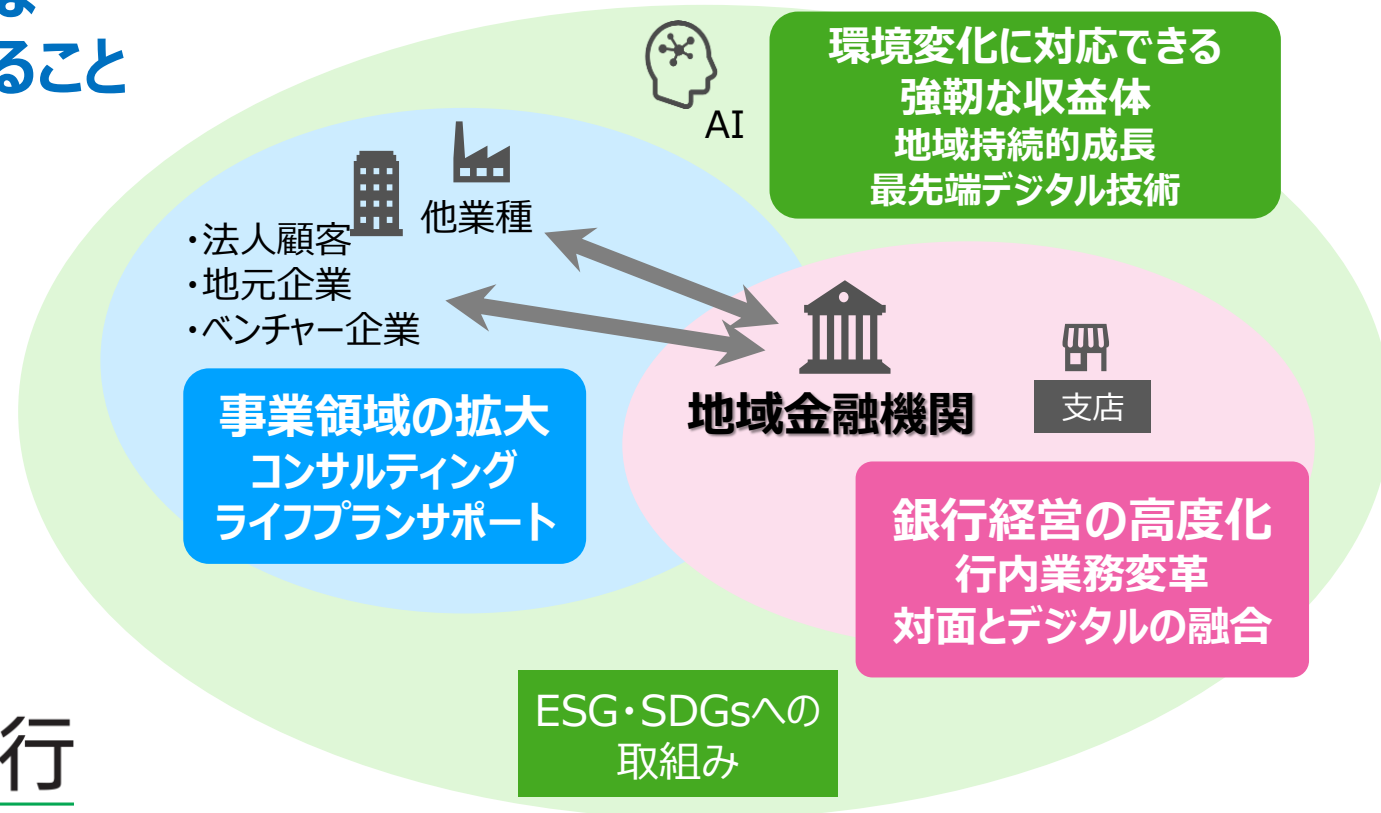 ること
AI
環境変化に対応できる
強靭な収益体
地域持続的成長
最先端デジタル技術
他業種
・法人顧客
・地元企業
・ベンチャー企業
事業領域の拡大
コンサルティング
ライフプランサポート
地域金融機関
支店
銀行経営の高度化
行内業務変革
対面とデジタルの融合
ESG・SDGsへの
取組み
行